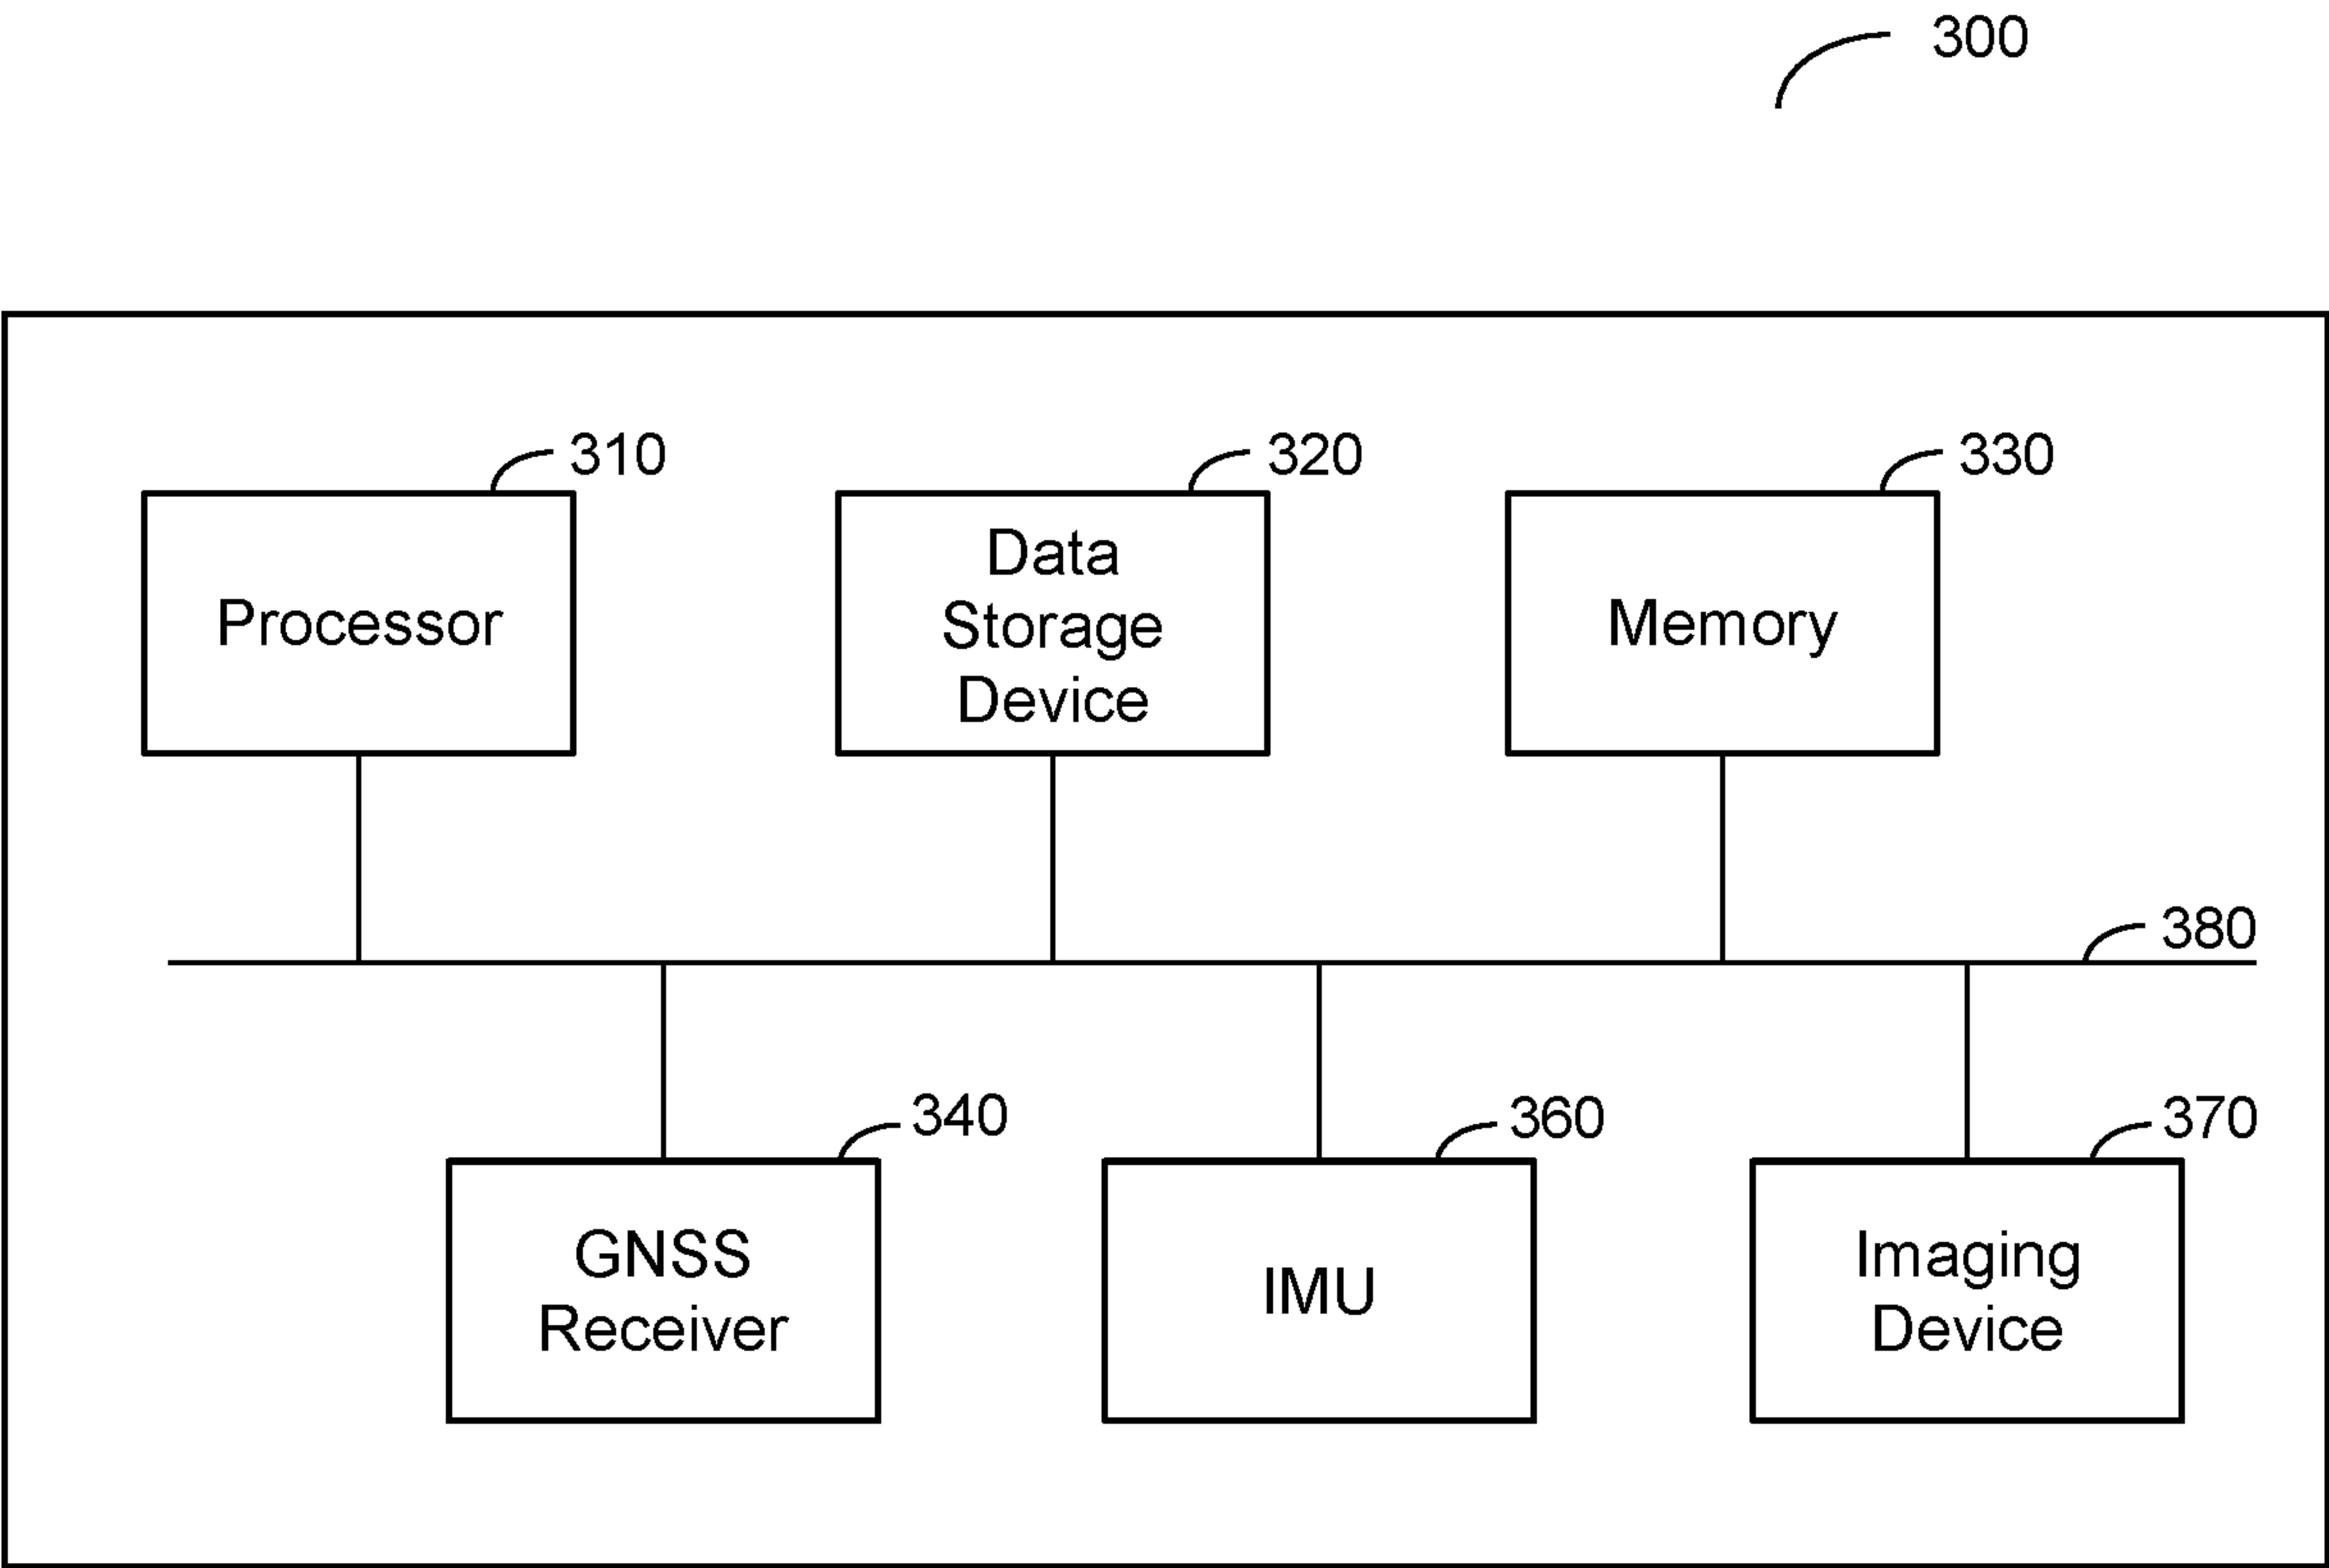 300
310
320
330
Processor
Data
Storage
Device
Memory
380
340
360
370
GNSS
Receiver
IMU
Imaging
Device